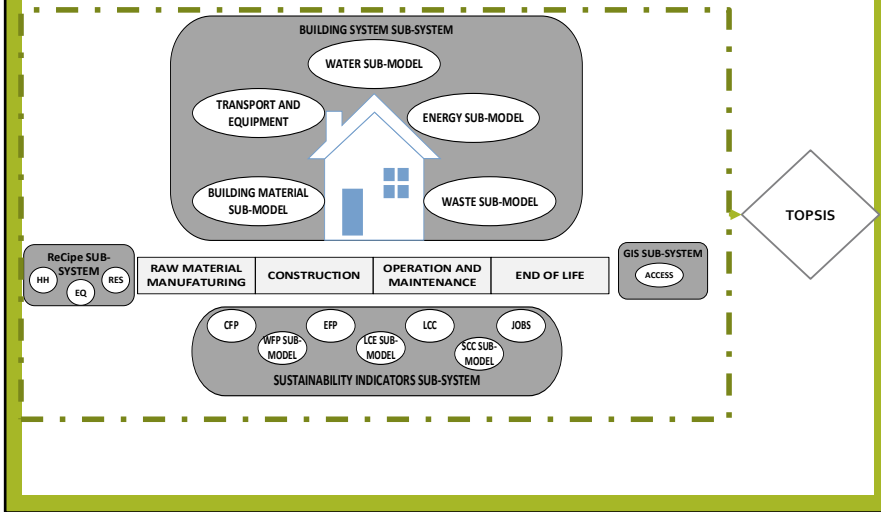 BUILDING SYSTEM SUB-SYSTEM
WATER SUB-MODEL
TRANSPORT AND
EQUIPMENT
ENERGY SUB-MODEL
BUILDING MATERIAL
SUB-MODEL
WASTE SUB-MODEL
TOPSIS
ReCipe SUB-
SYSTEM
HH
EQ
RES
RAW MATERIAL
MANUFATURING
CONSTRUCTION
OPERATION AND
MAINTENANCE
END OF LIFE
GIS SUB-SYSTEM
ACCESS
CFP
WFP SUB-
MODEL
EFP
LCE SUB-
MODEL
LCC
SCC SUB-
MODEL
JOBS
SUSTAINABILITY INDICATORS SUB-SYSTEM